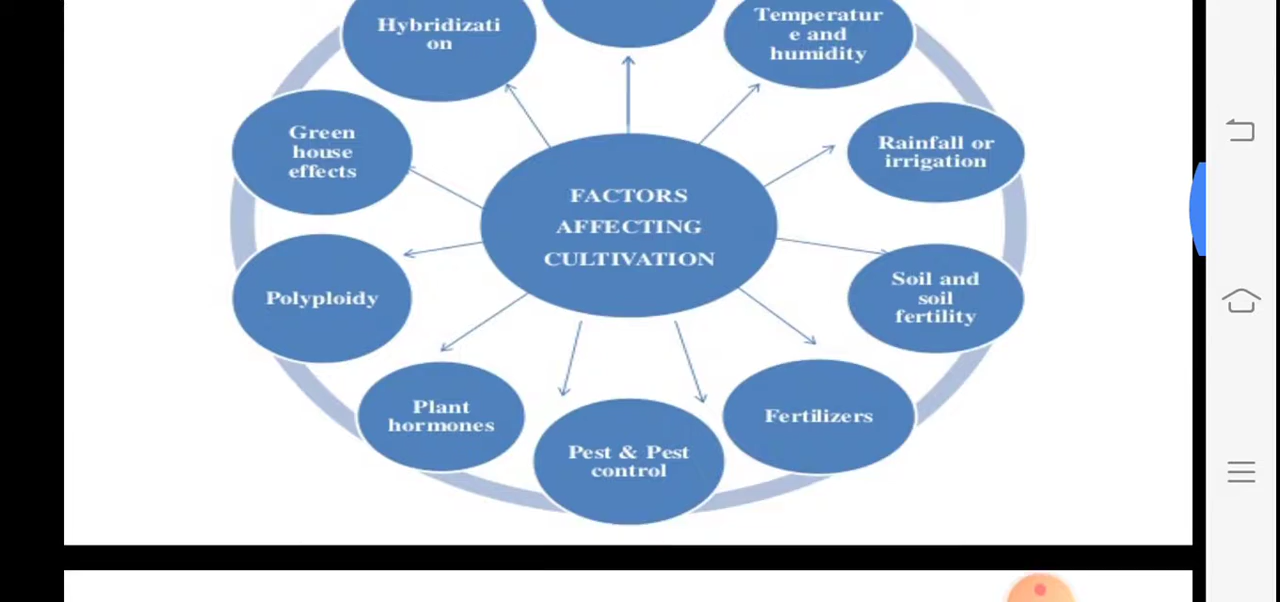 Hybridizati
on
Temperatur
e and
humidity
Green
house
effects
Rainfall or
irrigation
FACTORS
AFFECTING
CULTIVATION
Polyploidy
Soil and
soil
fertility
Plant
hormones
Fertilizers
Pest & Pest
control